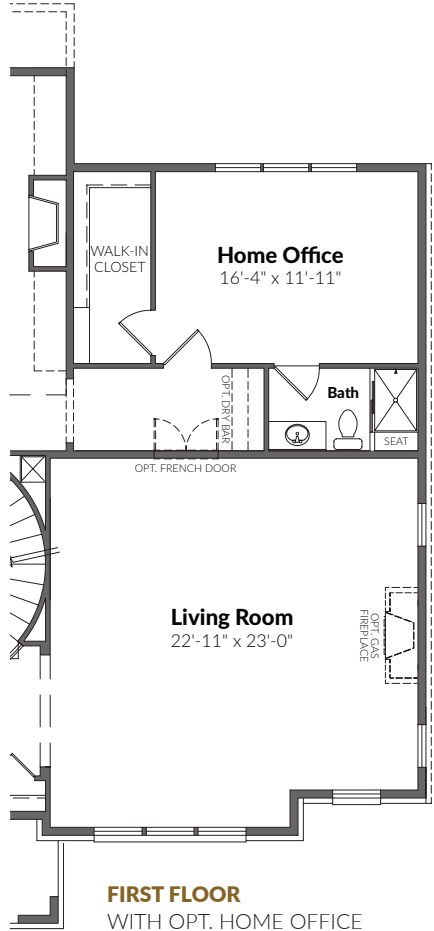 WALK-IN
CLOSET
Home Office
16'-4" x 11'-11"
OPT. DRY BAR
Bath
SEAT
OPT. FRENCH DOOR
Living Room
22'-11" x 23'-0"
OPT. GAS
FIREPLACE
FIRST FLOOR
WITH OPT. HOME OFFICE